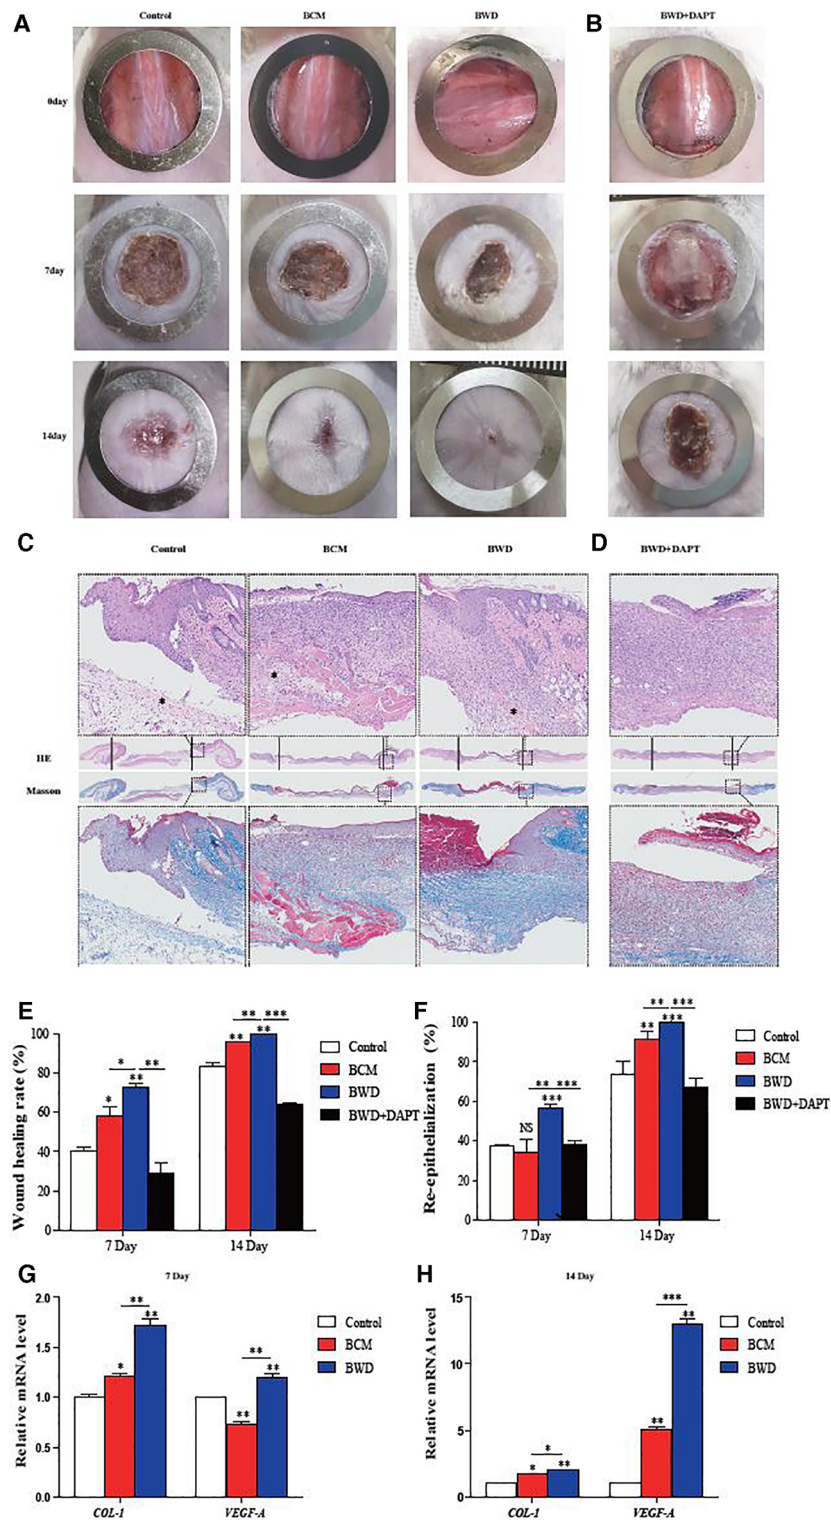 A Control BCM BWD B BWD+DAPT
0day
7day
14day
C Control BCM BWD D BWD+DAPT
*
*
*
HE
Masson
E
Wound healing rate (%)
100
80
60
40
20
0
** ***
** **
* **
**
*
7 Day 14 Day
Control
BCM
BWD
BWD+DAPT
F
Re-epithelialization (%)
100
80
60
40
20
0
** ***
***
**
** ***
***
NS
7 Day 14 Day
Control
BCM
BWD
BWD+DAPT
G 7 Day
Relative mRNA level
2.0
1.5
1.0
0.5
0.0
**
**
*
**
**
**
COL-1 VEGF-A
Control
BCM
BWD
H 14 Day
Relative mRNA level
15
10
5
0
***
**
**
*
* **
COL-1 VEGF-A
Control
BCM
BWD